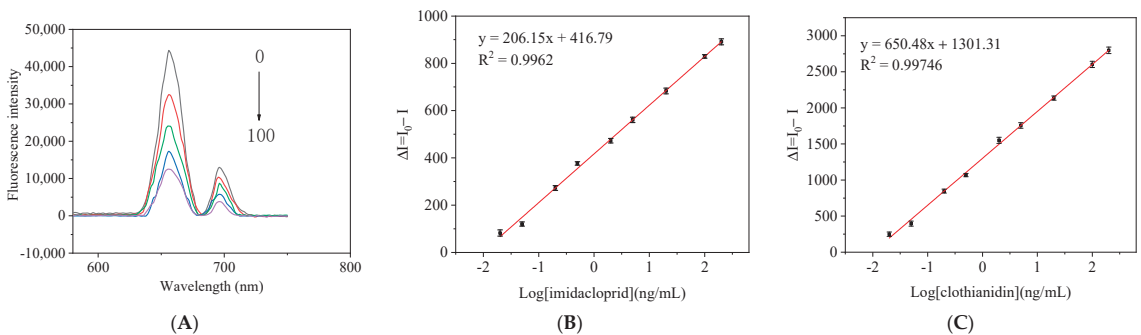 50,000
40,000
30,000
20,000
10,000
0
-10,000
Fluorescence intensity
0
100
600
700
800
Wavelength (nm)
(A)
1000
800
600
400
200
0
ΔI=I₀− I
y = 206.15x + 416.79
R² = 0.9962
-2
-1
0
1
2
Log[imidacloprid](ng/mL)
(B)
3000
2500
2000
1500
1000
500
0
ΔI=I₀− I
y = 650.48x + 1301.31
R² = 0.99746
-2
-1
0
1
2
Log[clothianidin](ng/mL)
(C)